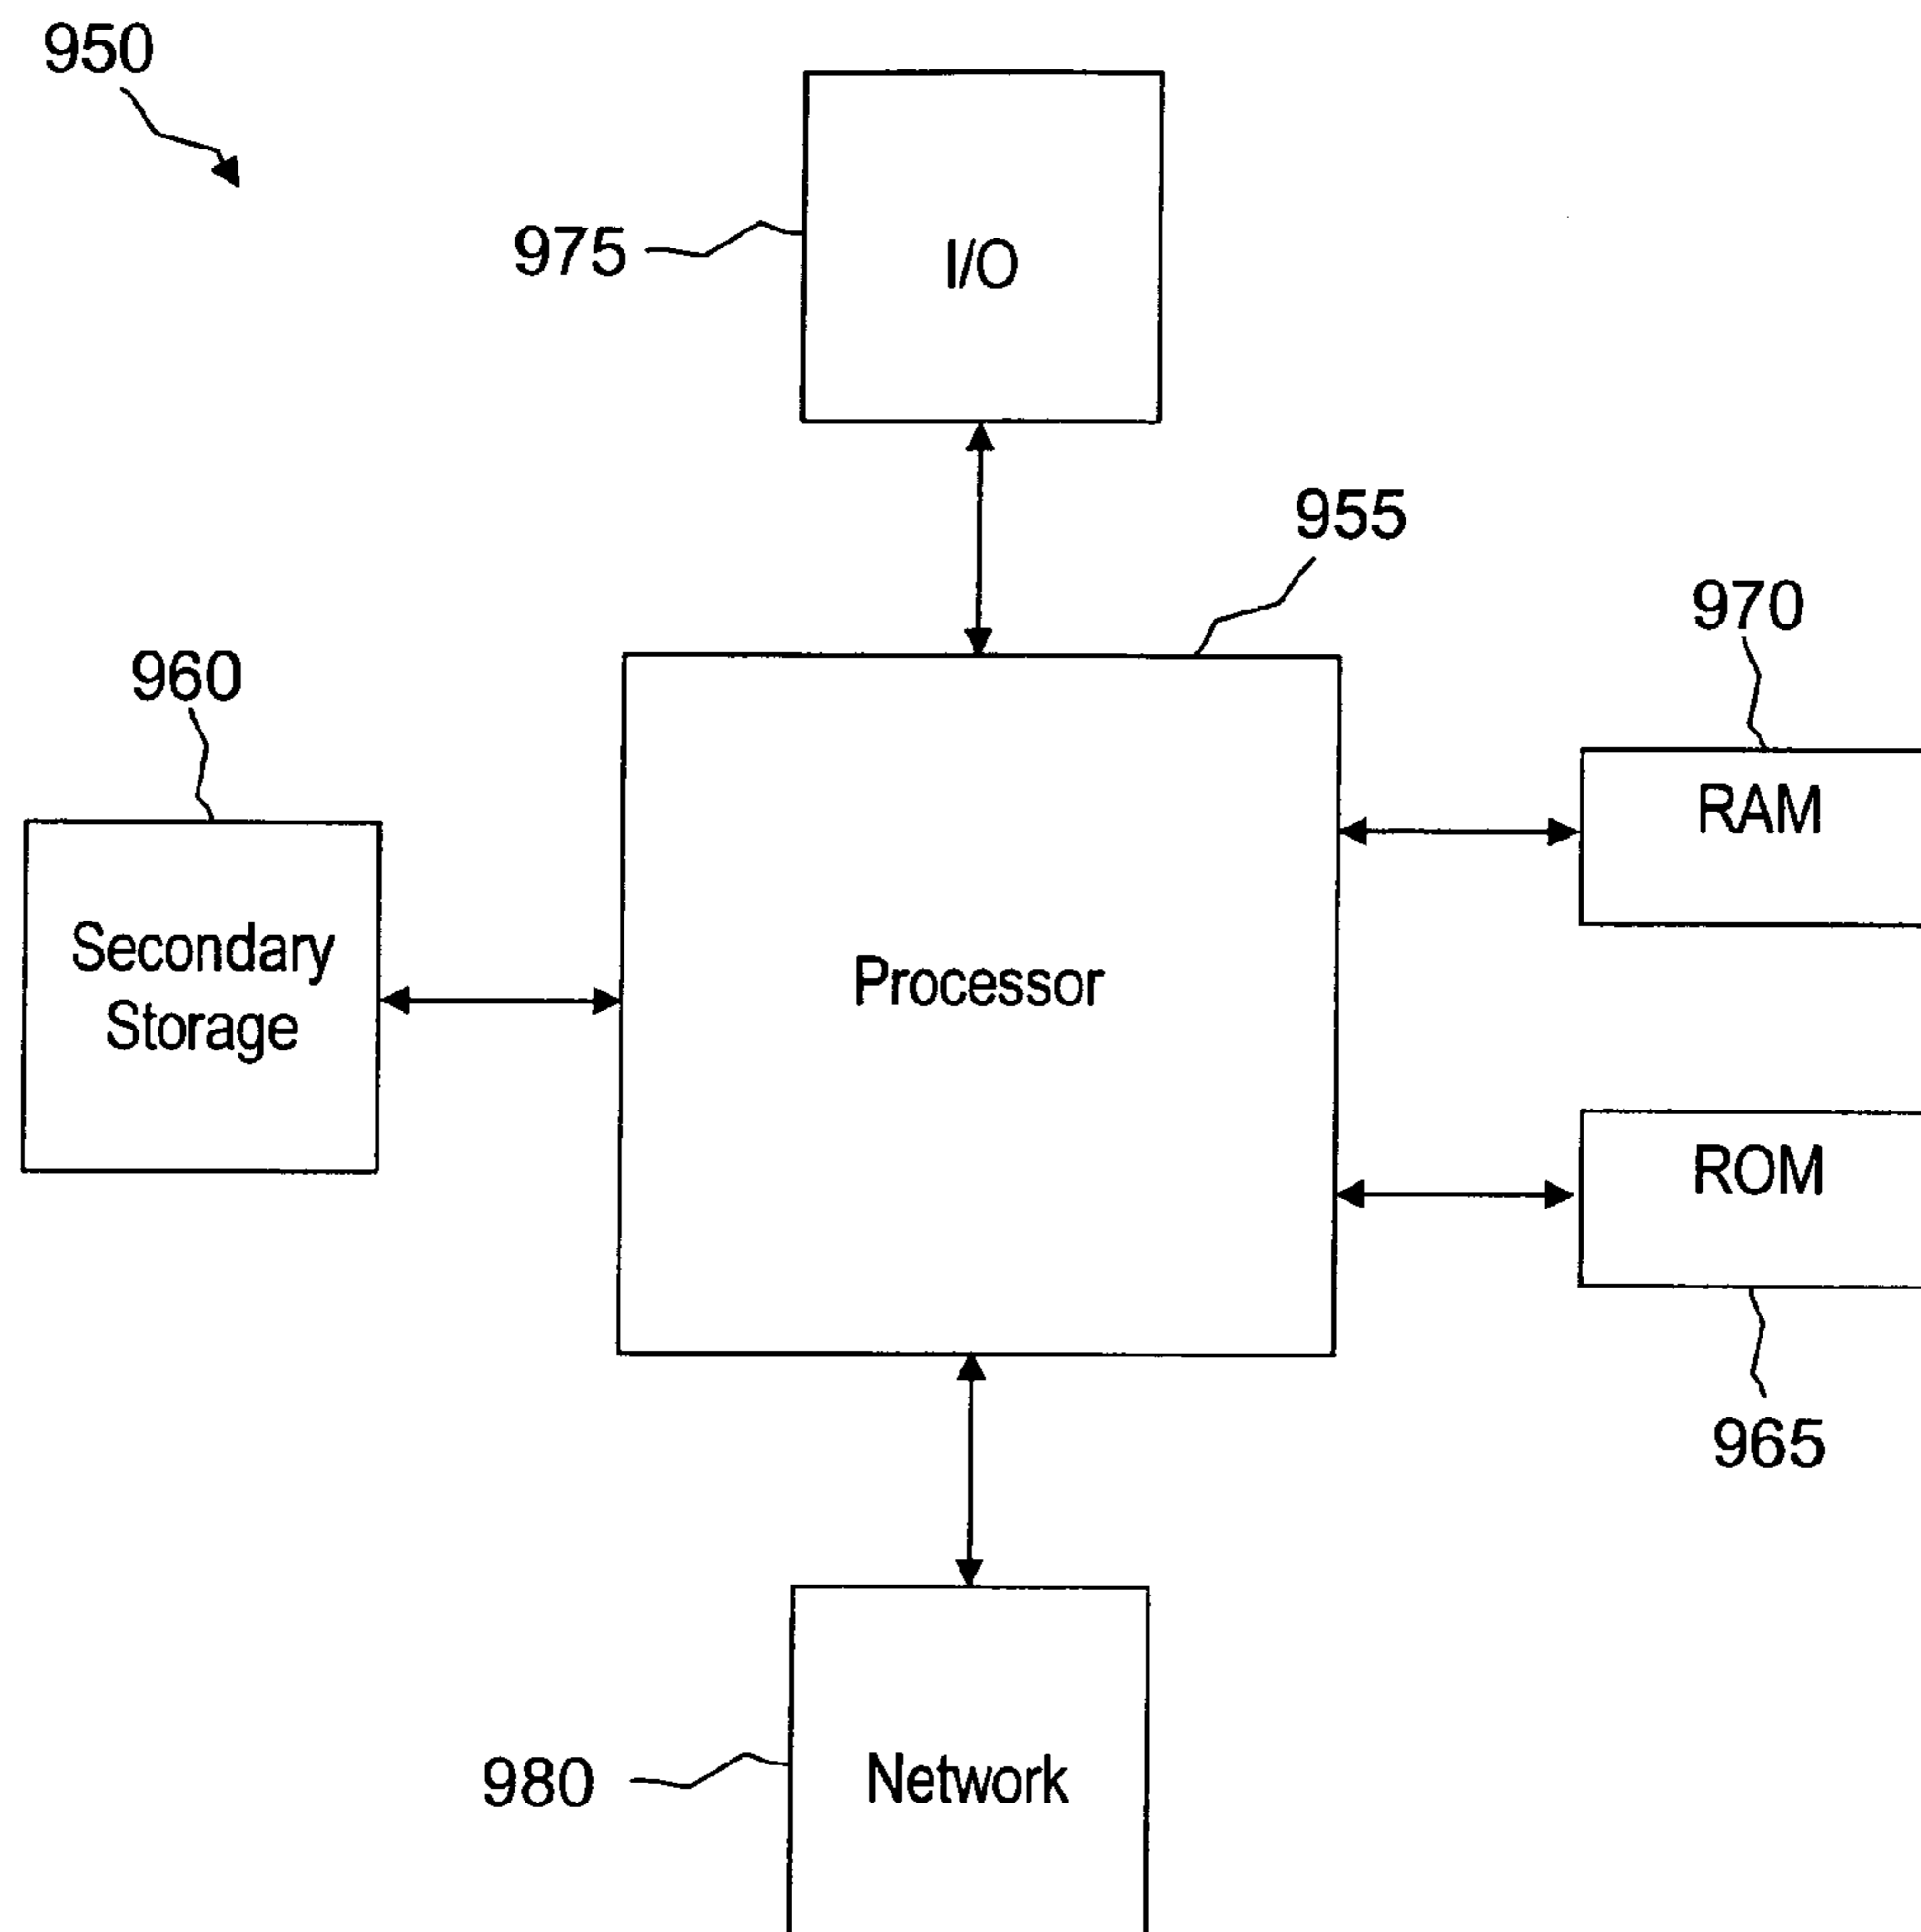 950
975
I/O
955
970
960
RAM
Secondary
Storage
Processor
ROM
965
980
Network